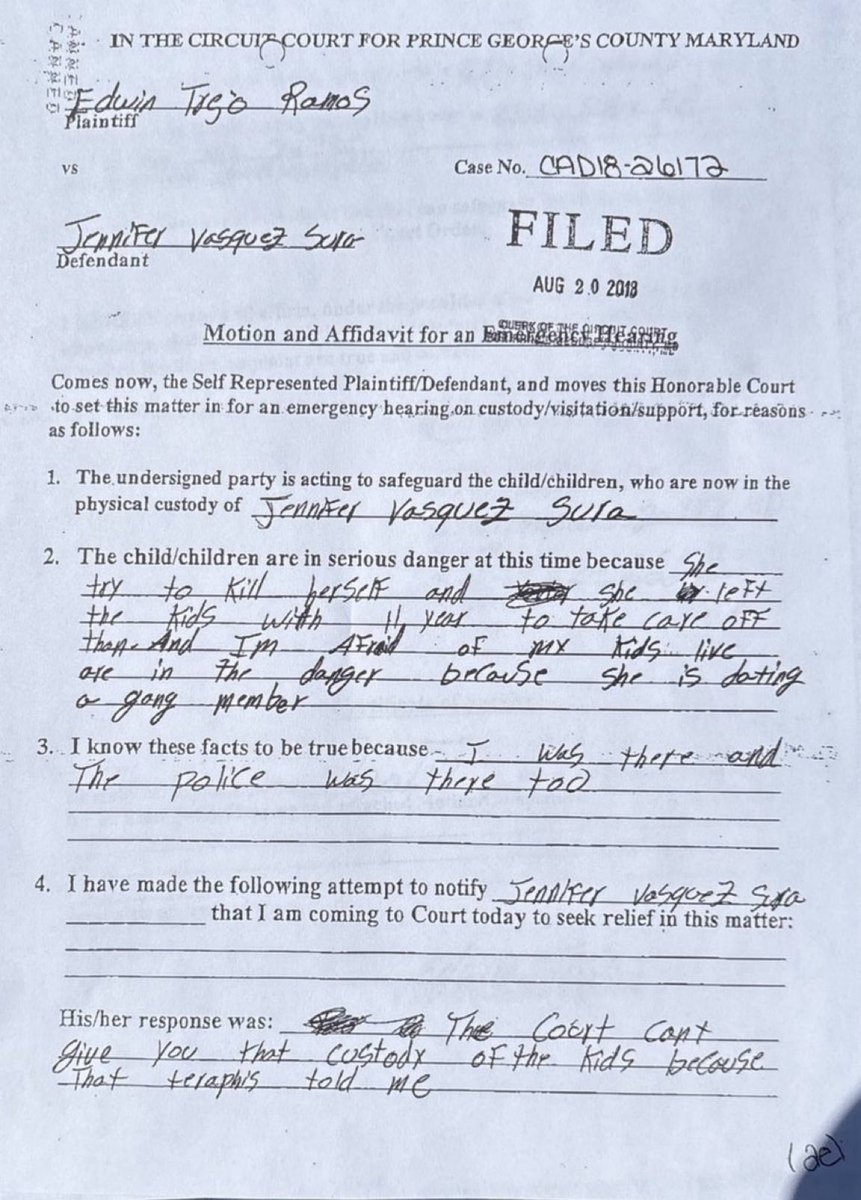 IN THE CIRCUIT COURT FOR PRINCE GEORGE'S COUNTY MARYLAND
Edwin Trejo Ramos
Plaintiff
vs
Case No. CAD18-26172
Jennifer Vasquez Sura
Defendant
FILED
AUG 20 2018
Motion and Affidavit for an Emergency Hearing
CLERK OF THE CIRCUIT COURT
Comes now, the Self Represented Plaintiff/Defendant, and moves this Honorable Court
to set this matter in for an emergency hearing on custody/visitation/support, for reasons
as follows:
1. The undersigned party is acting to safeguard the child/children, who are now in the
physical custody of Jennifer Vasquez Sura
2. The child/children are in serious danger at this time because She
try to kill herself and she left
the kids with 11, year to take care off
than. And I'm Afraid of my kids live
are in the danger because she is dating
a gang member
3. I know these facts to be true because I was there and
The police was there too
4. I have made the following attempt to notify Jennifer Vasquez Sura
that I am coming to Court today to seek relief in this matter:
His/her response was: The Court cant
give you that custody of the kids because
That teraphis told me
(ae)